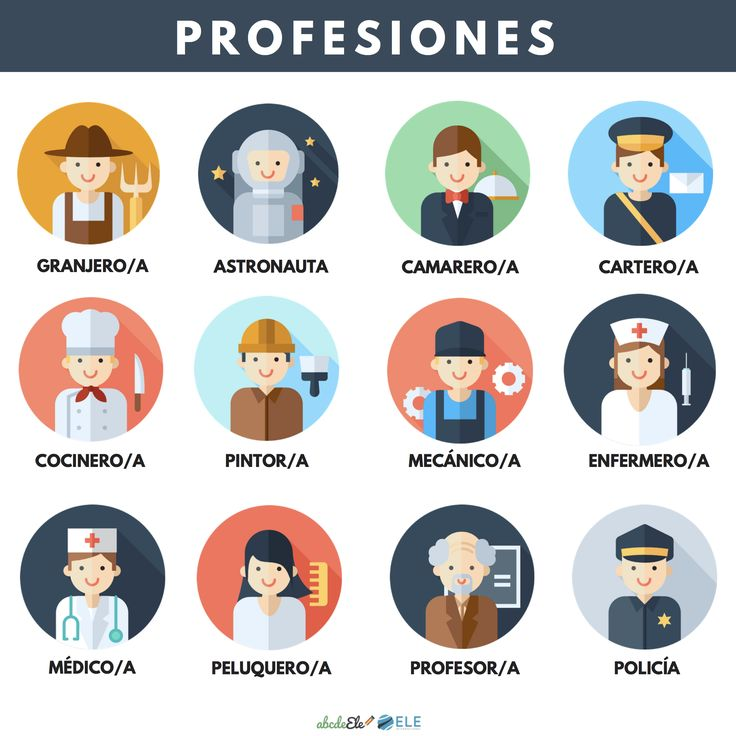 PROFESIONES
GRANJERO/A ASTRONAUTA CAMARERO/A CARTERO/A
COCINERO/A PINTOR/A MECÁNICO/A ENFERMERO/A
MÉDICO/A PELUQUERO/A PROFESOR/A POLICÍA
abcdeEle ELE